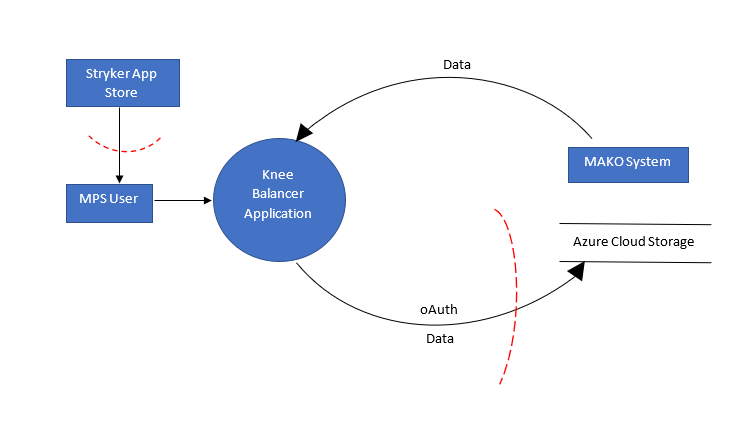 Data
Stryker App
Store
MAKO System
Knee
Balancer
Application
MPS User
Azure Cloud Storage
oAuth
Data